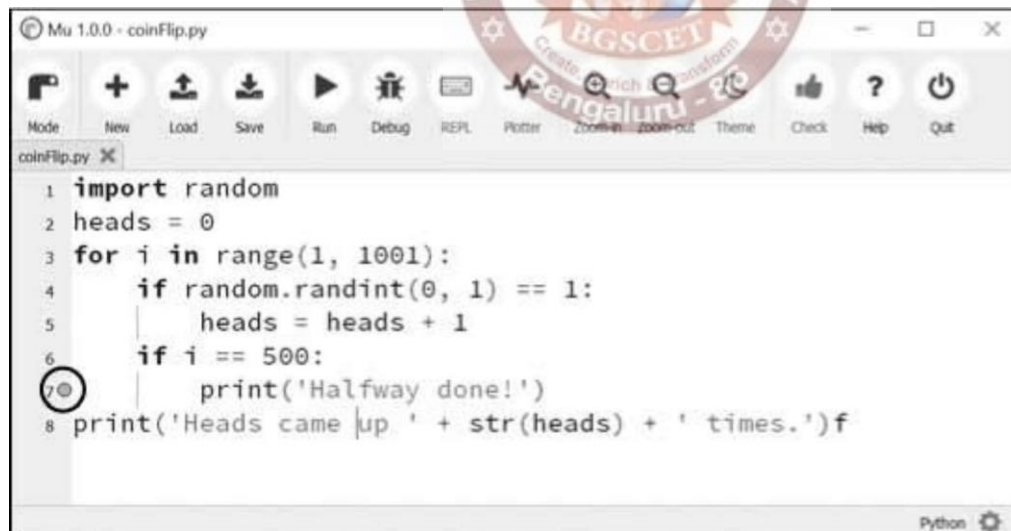 Mu 1.0.0 - coinFlip.py
BGSCET
Bengaluru -
Mode New Load Save Run Debug REPL Plotter Zoom-in Zoom-out Theme Check Help Quit
coinFlip.py
1 import random
2 heads = 0
3 for i in range(1, 1001):
4     if random.randint(0, 1) == 1:
5         heads = heads + 1
6     if i == 500:
7         print('Halfway done!')
8 print('Heads came up ' + str(heads) + ' times.')f
Python